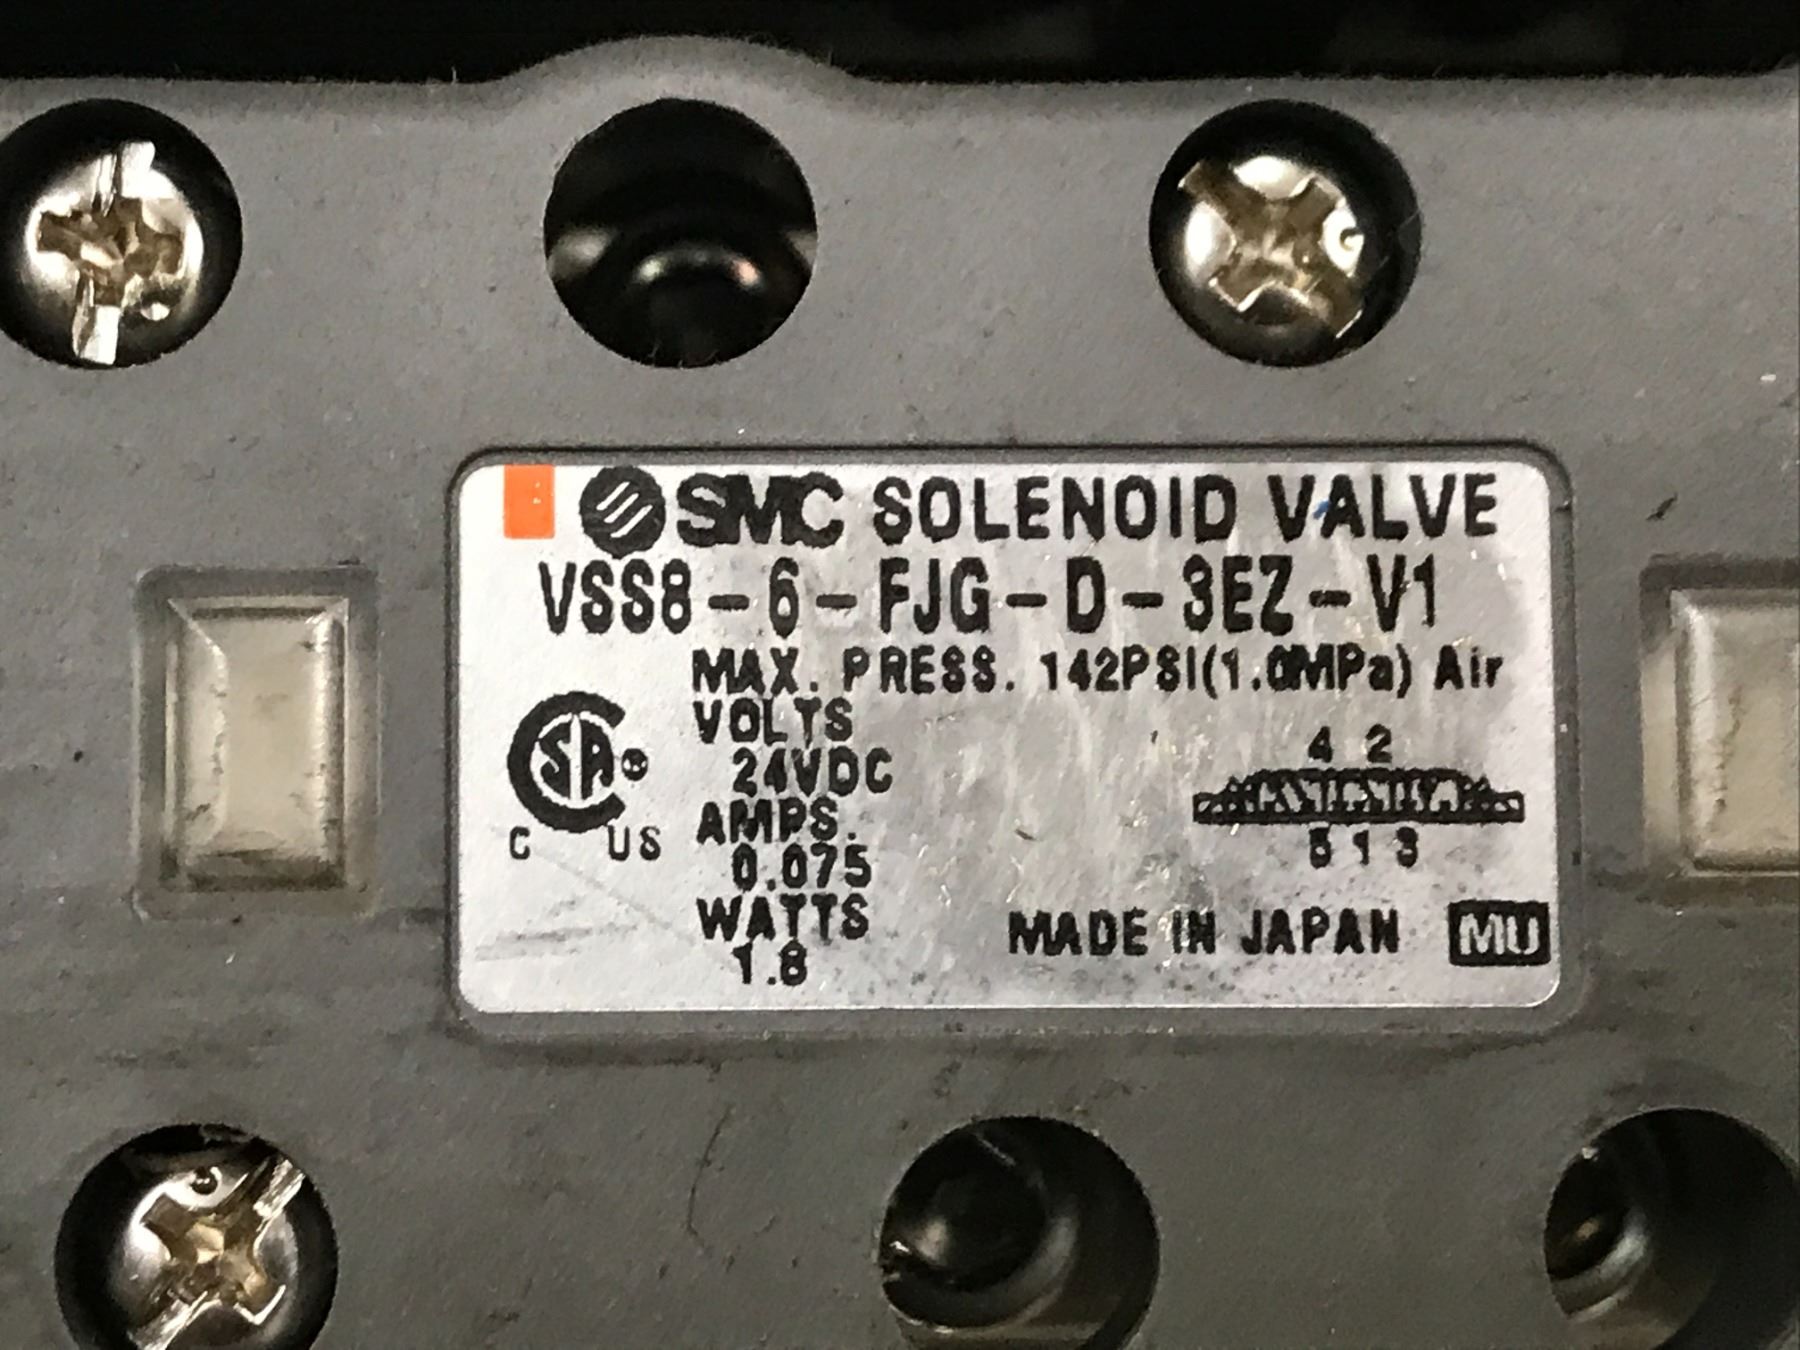 SMC SOLENOID VALVE
VSS8-6-FJG-D-3EZ-V1
MAX. PRESS. 142PSI(1.0MPa) Air
VOLTS
24VDC
AMPS.
0.075
WATTS
1.8
SA
C US
4 2
5 1 3
MADE IN JAPAN MU